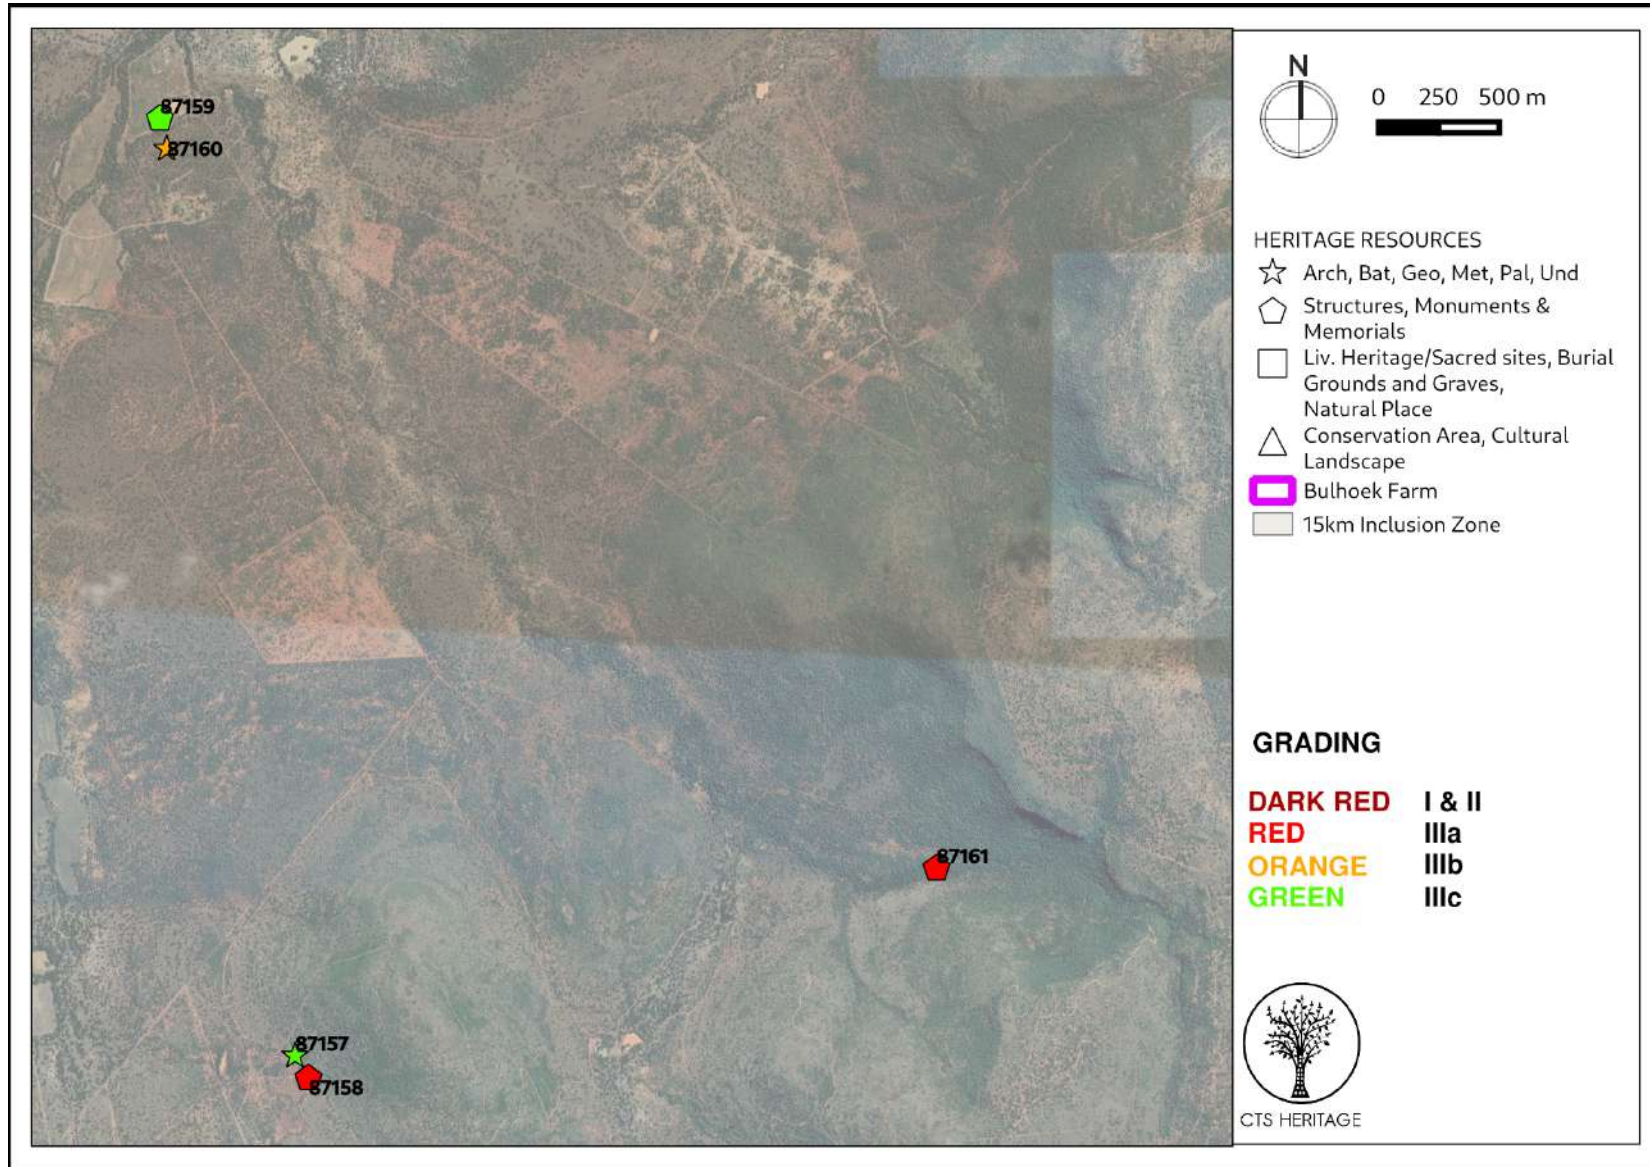 87159
87160
87161
87157
87158
N
0 250 500 m
HERITAGE RESOURCES
Arch, Bat, Geo, Met, Pal, Und
Structures, Monuments &
Memorials
Liv. Heritage/Sacred sites, Burial
Grounds and Graves,
Natural Place
Conservation Area, Cultural
Landscape
Bulhoek Farm
15km Inclusion Zone
GRADING
DARK RED I & II
RED IIIa
ORANGE IIIb
GREEN IIIc
CTS HERITAGE